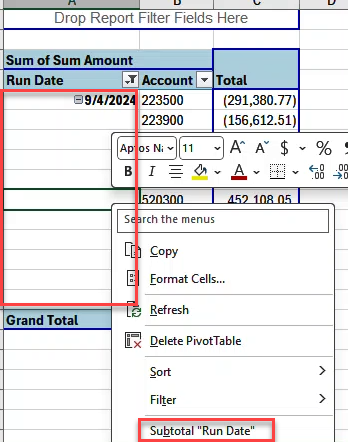 A B C D
Drop Report Filter Fields Here
Sum of Sum Amount
Run Date Account Total
9/4/2024 223500 (291,380.77)
223900 (156,612.51)
Aptos Na 11 A A $ % 9
B I A .00
520300 452,108.05
Search the menus
Copy
Format Cells...
Refresh
Delete PivotTable
Sort
Filter
Subtotal "Run Date"
Grand Total